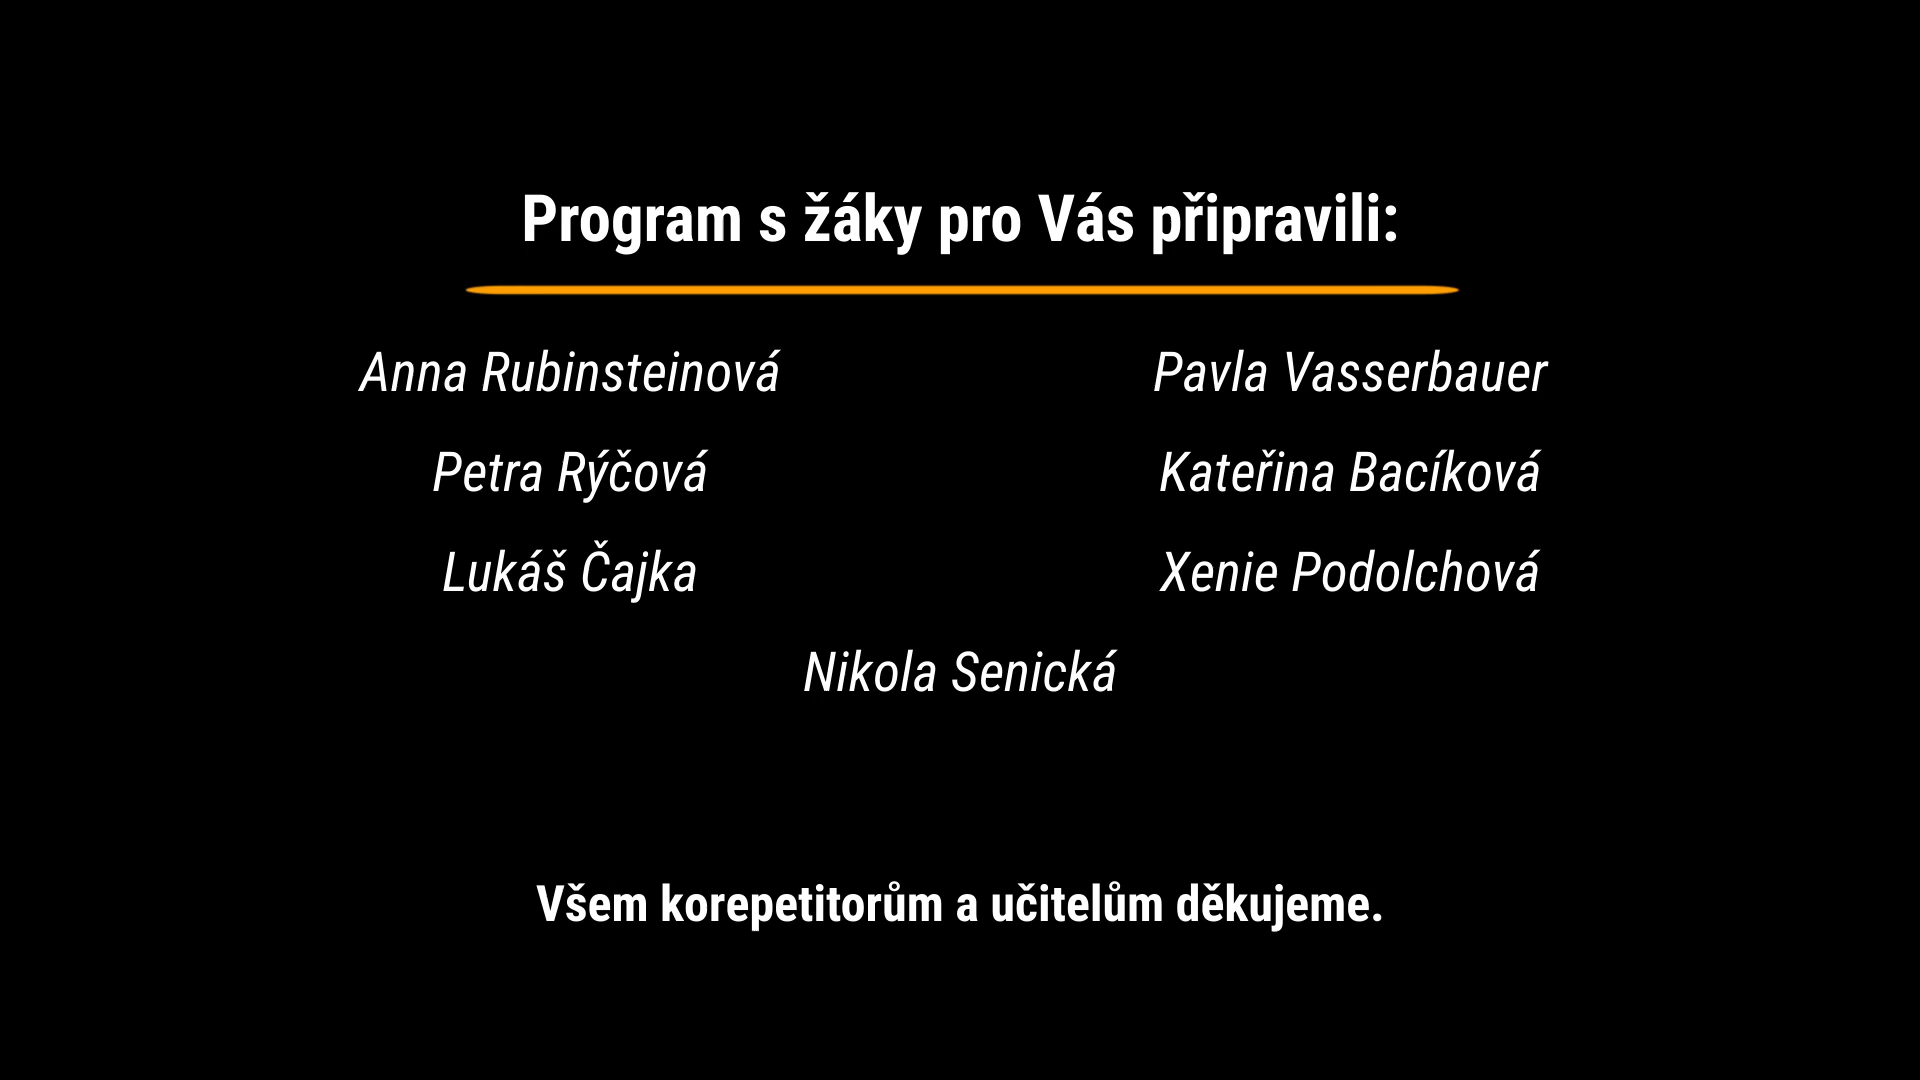 Program s žáky pro Vás připravili:
Anna Rubinsteinová
Pavla Vasserbauer
Petra Rýčová
Kateřina Bacíková
Lukáš Čajka
Xenie Podolchová
Nikola Senická
Všem korepetitorům a učitelům děkujeme.